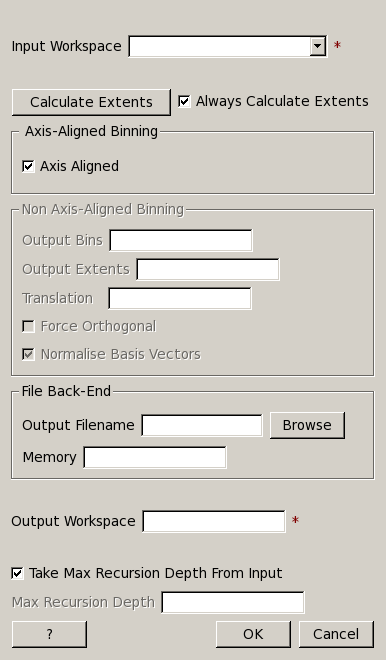 Input Workspace *
Calculate Extents Always Calculate Extents
Axis-Aligned Binning
Axis Aligned
Non Axis-Aligned Binning
Output Bins
Output Extents
Translation
Force Orthogonal
Normalise Basis Vectors
File Back-End
Output Filename Browse
Memory
Output Workspace *
Take Max Recursion Depth From Input
Max Recursion Depth
? OK Cancel